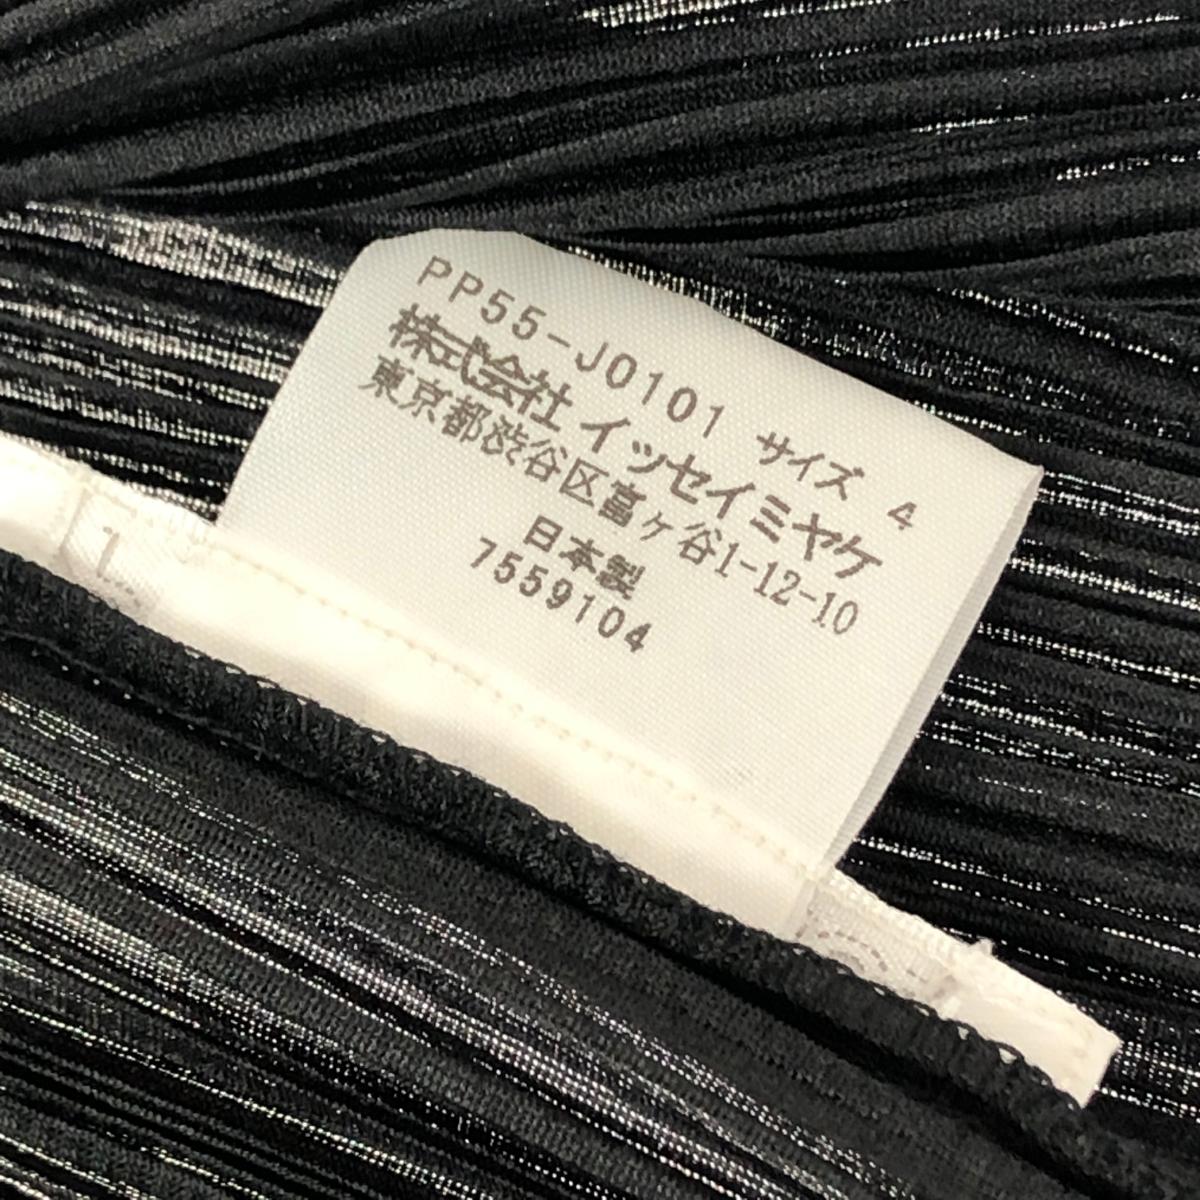 PP55-J0101 サイズ 4
株式会社 イッセイミヤケ
東京都渋谷区富ヶ谷1-12-10
日本製
7559104